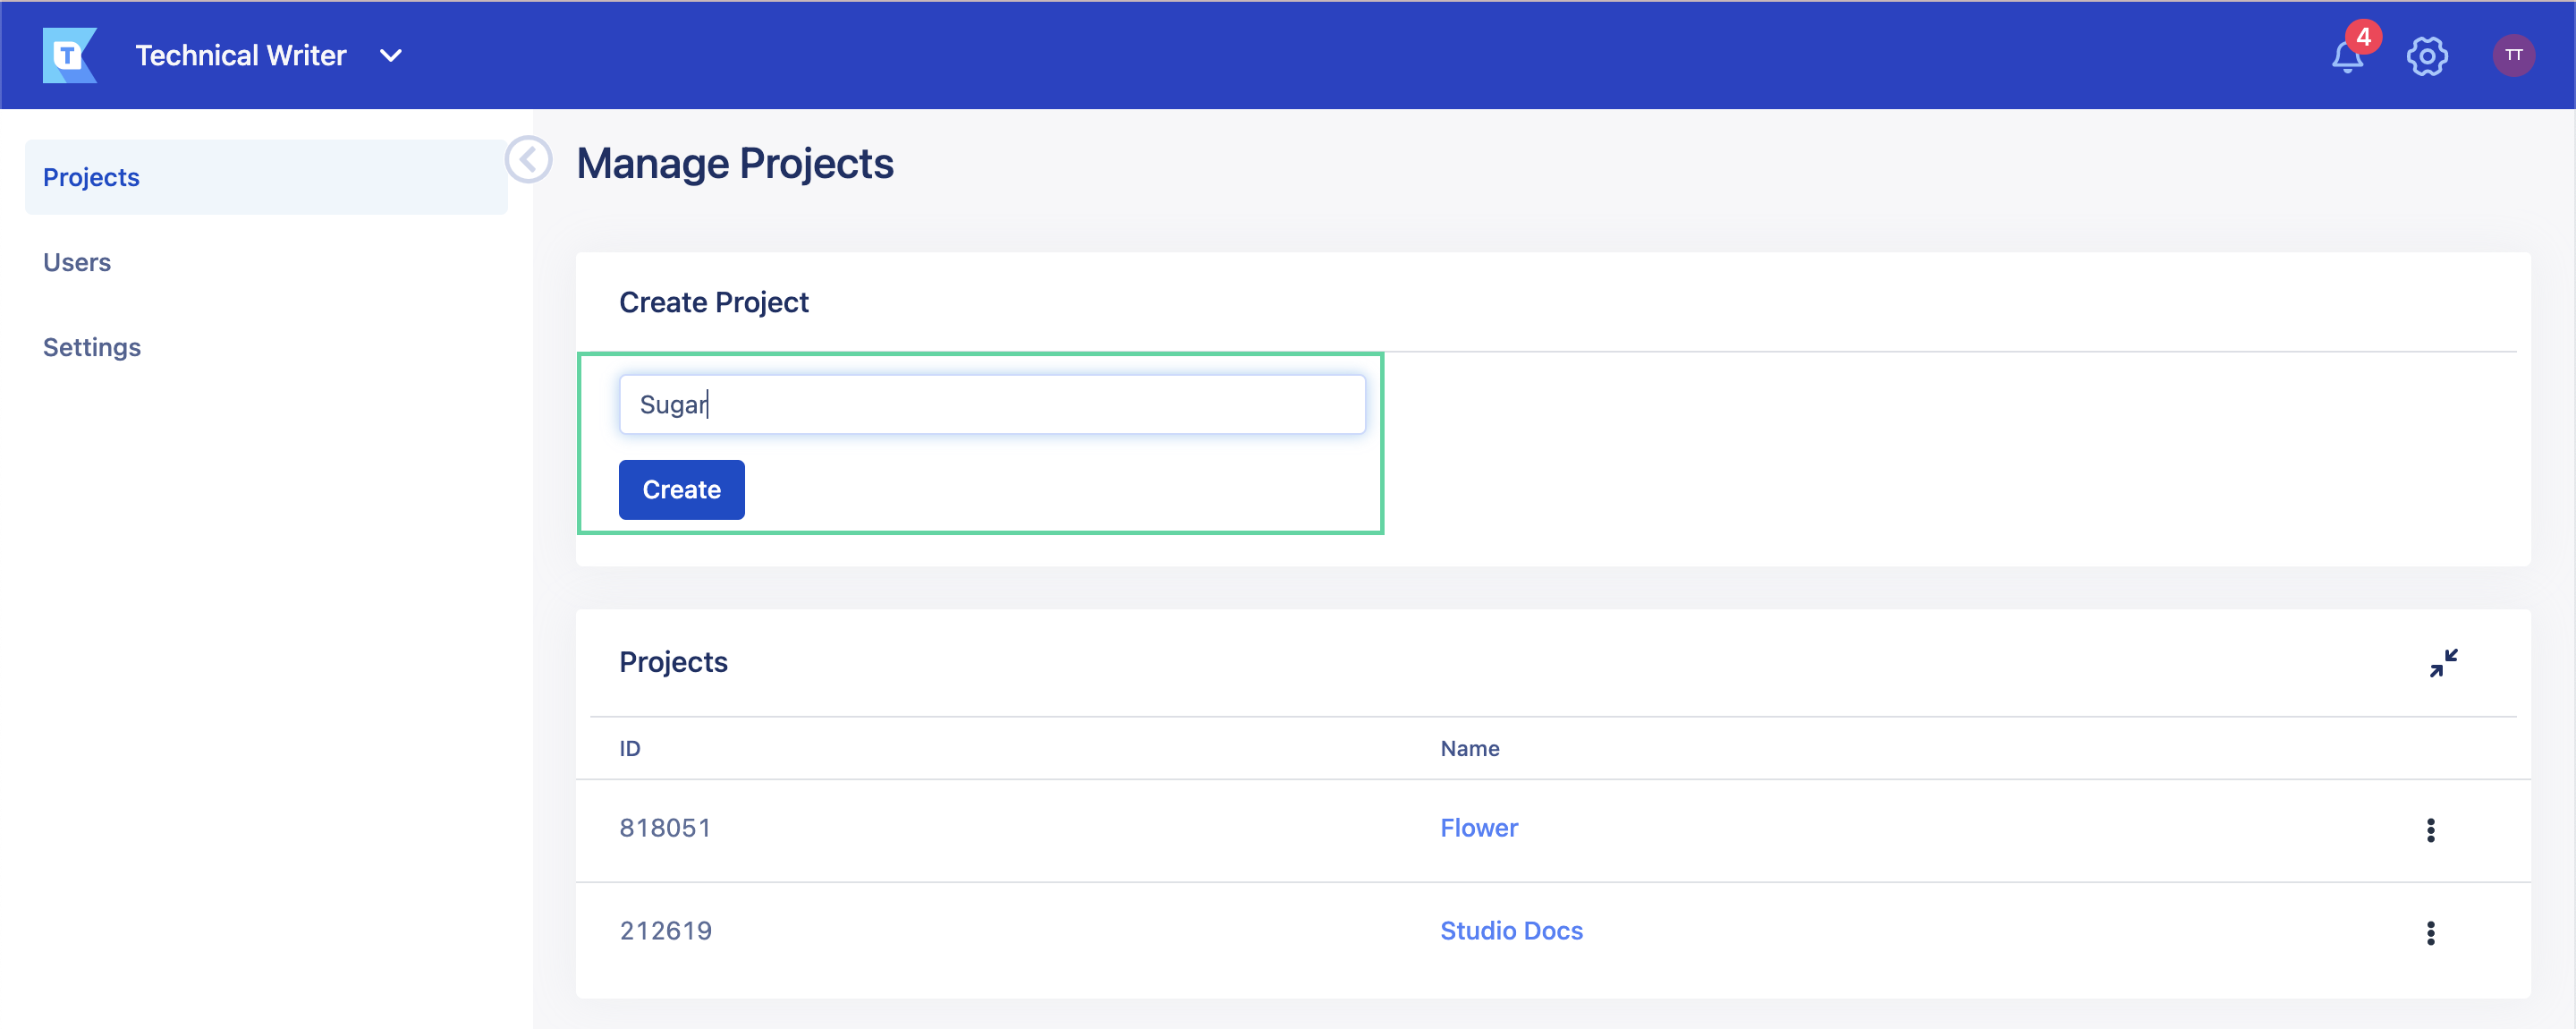 T
Technical Writer
4
TT
Projects
Users
Settings
Manage Projects
Create Project
Sugar
Create
Projects
ID Name
818051 Flower
212619 Studio Docs